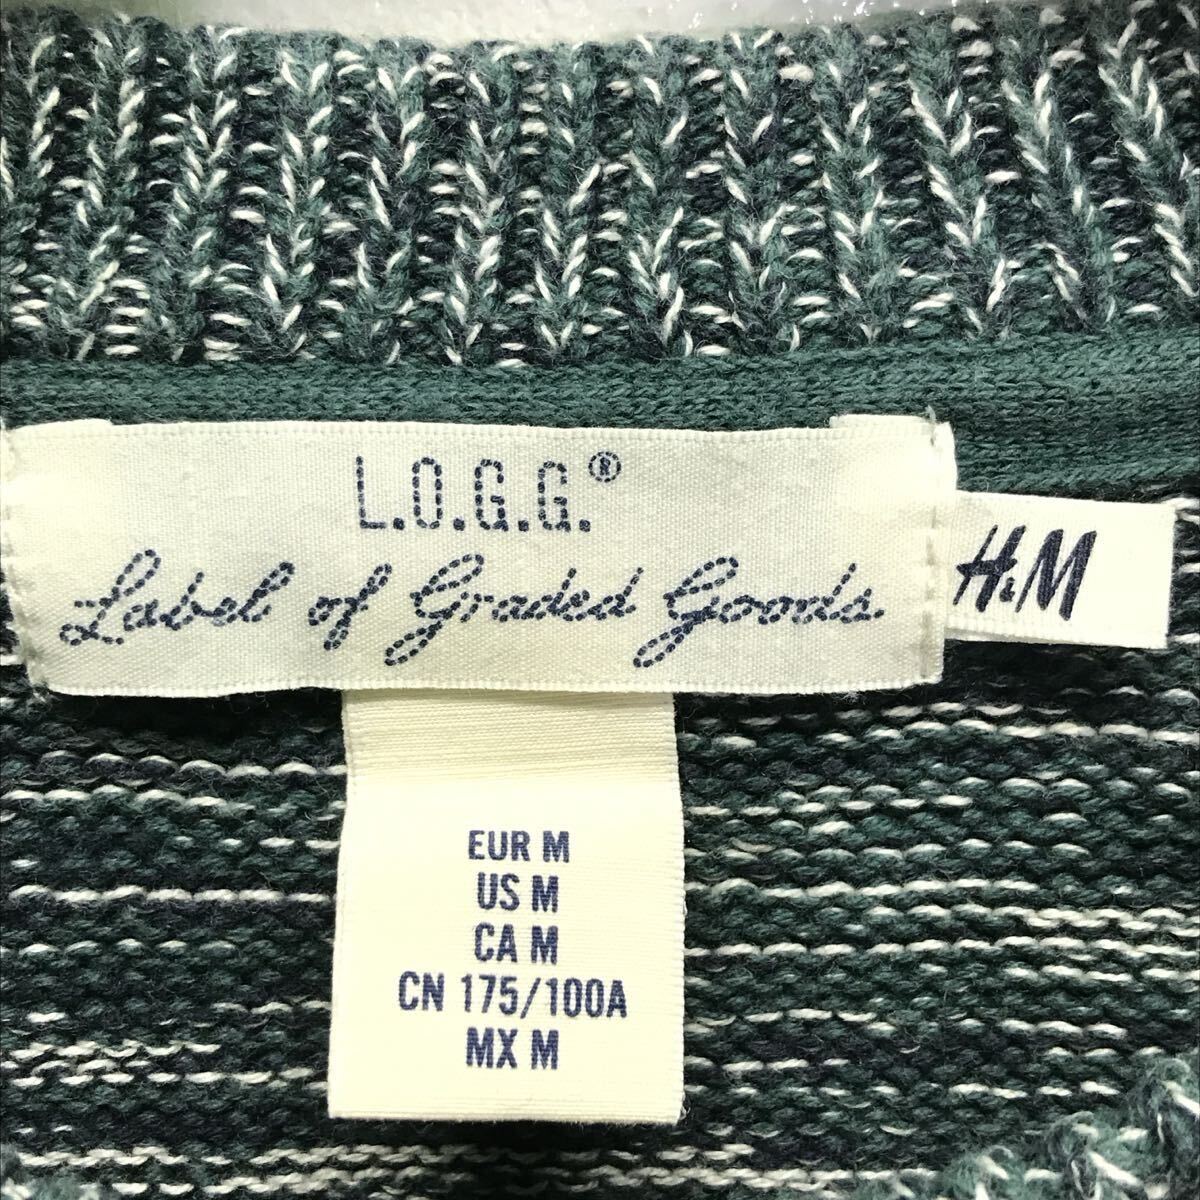 L.O.G.G.®
Label of Graded Goods.
H&M
EUR M
US M
CA M
CN 175/100A
MX M